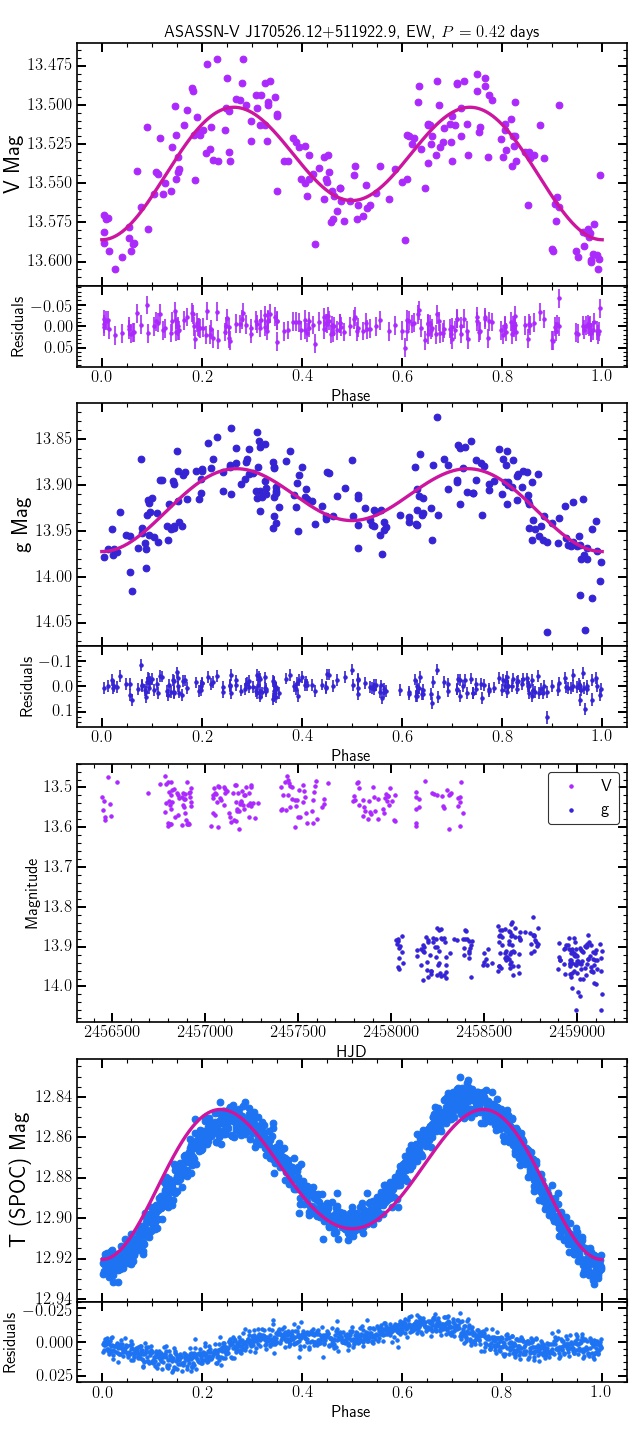 ASASSN-V J170526.12+511922.9, EW, P = 0.42 days
13.475
13.500
13.525
13.550
13.575
13.600
V Mag
−0.05
0.00
0.05
Residuals
0.0 0.2 0.4 0.6 0.8 1.0
Phase
13.85
13.90
13.95
14.00
14.05
g Mag
−0.1
0.0
0.1
Residuals
0.0 0.2 0.4 0.6 0.8 1.0
Phase
13.5
13.6
13.7
13.8
13.9
14.0
Magnitude
V
g
2456500 2457000 2457500 2458000 2458500 2459000
HJD
12.84
12.86
12.88
12.90
12.92
12.94
T (SPOC) Mag
−0.025
0.000
0.025
Residuals
0.0 0.2 0.4 0.6 0.8 1.0
Phase